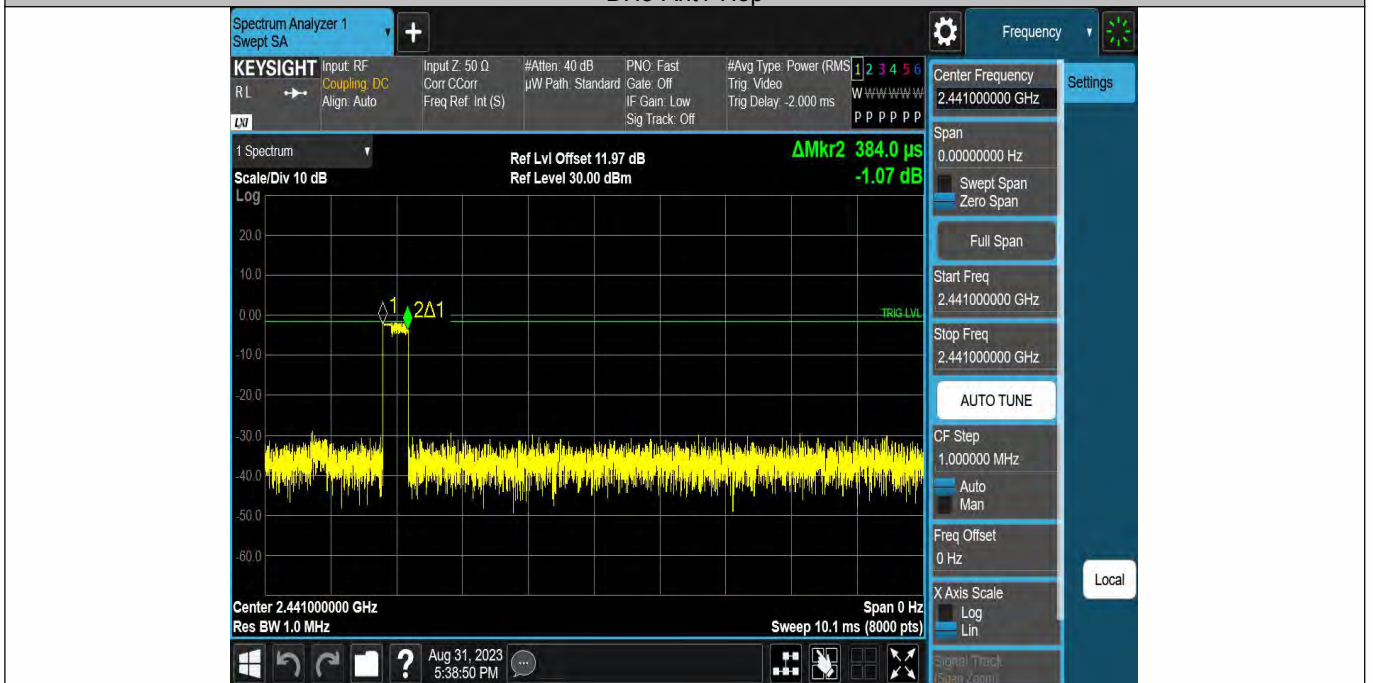 Spectrum Analyzer 1
Swept SA
+
Frequency
KEYSIGHT
RL
LXI
Input: RF
Coupling: DC
Align: Auto
Input Z: 50 Ω
Corr CCorr
Freq Ref: Int (S)
#Atten: 40 dB
µW Path: Standard
PNO: Fast
Gate: Off
IF Gain: Low
Sig Track: Off
#Avg Type: Power (RMS
Trig: Video
Trig Delay: -2.000 ms
1 2 3 4 5 6
W W W W W W
P P P P P P
1 Spectrum
Scale/Div 10 dB
Ref Lvl Offset 11.97 dB
Ref Level 30.00 dBm
ΔMkr2 384.0 µs
-1.07 dB
Log
20.0
10.0
0.00
-10.0
-20.0
-30.0
-40.0
-50.0
-60.0
1
2Δ1
TRIG LVL
Center 2.441000000 GHz
Res BW 1.0 MHz
Span 0 Hz
Sweep 10.1 ms (8000 pts)
Center Frequency
2.441000000 GHz
Settings
Span
0.00000000 Hz
Swept Span
Zero Span
Full Span
Start Freq
2.441000000 GHz
Stop Freq
2.441000000 GHz
AUTO TUNE
CF Step
1.000000 MHz
Auto
Man
Freq Offset
0 Hz
X Axis Scale
Log
Lin
Signal Track
(Span Zoom)
Local
?
Aug 31, 2023
5:38:50 PM